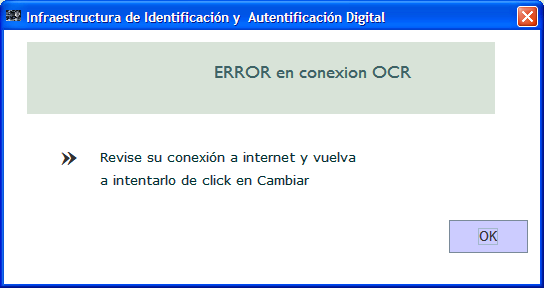 Infraestructura de Identificación y  Autentificación Digital
ERROR en conexion OCR
Revise su conexión a internet y vuelva
a intentarlo de click en Cambiar
OK